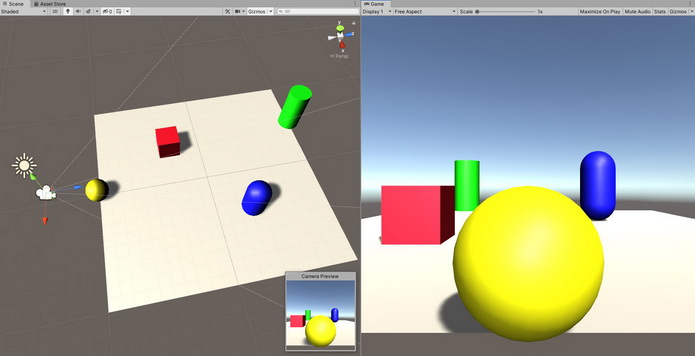 Scene Asset Store
Shaded 2D Gizmos All
y
x
z
Persp
Camera Preview
Game
Display 1 Free Aspect Scale 1x Maximize On Play Mute Audio Stats Gizmos